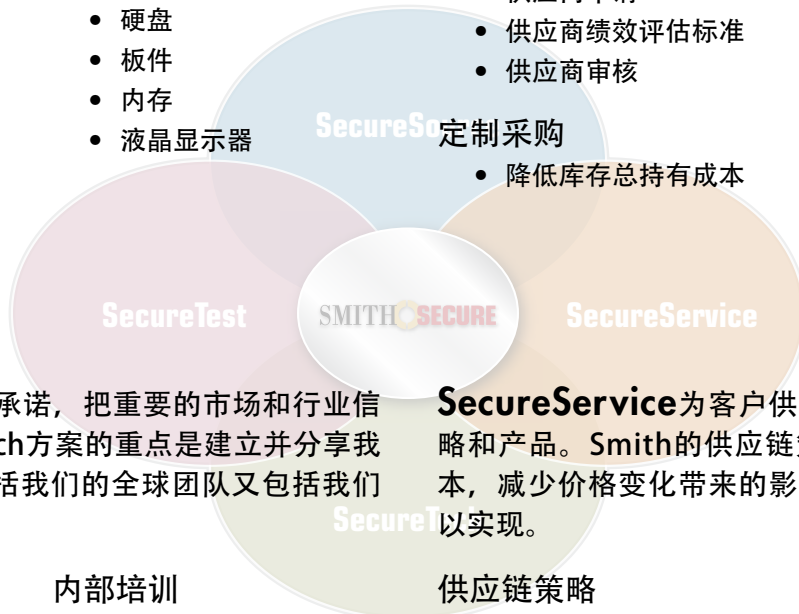 硬盘
板件
内存
液晶显示器
供应商绩效评估标准
供应商审核
定制采购
降低库存总持有成本
SecureTest
SMITH SECURE
SecureService
承诺，把重要的市场和行业信
ch方案的重点是建立并分享我
括我们的全球团队又包括我们
SecureService为客户供
略和产品。Smith的供应链
本，减少价格变化带来的影
以实现。
内部培训
供应链策略